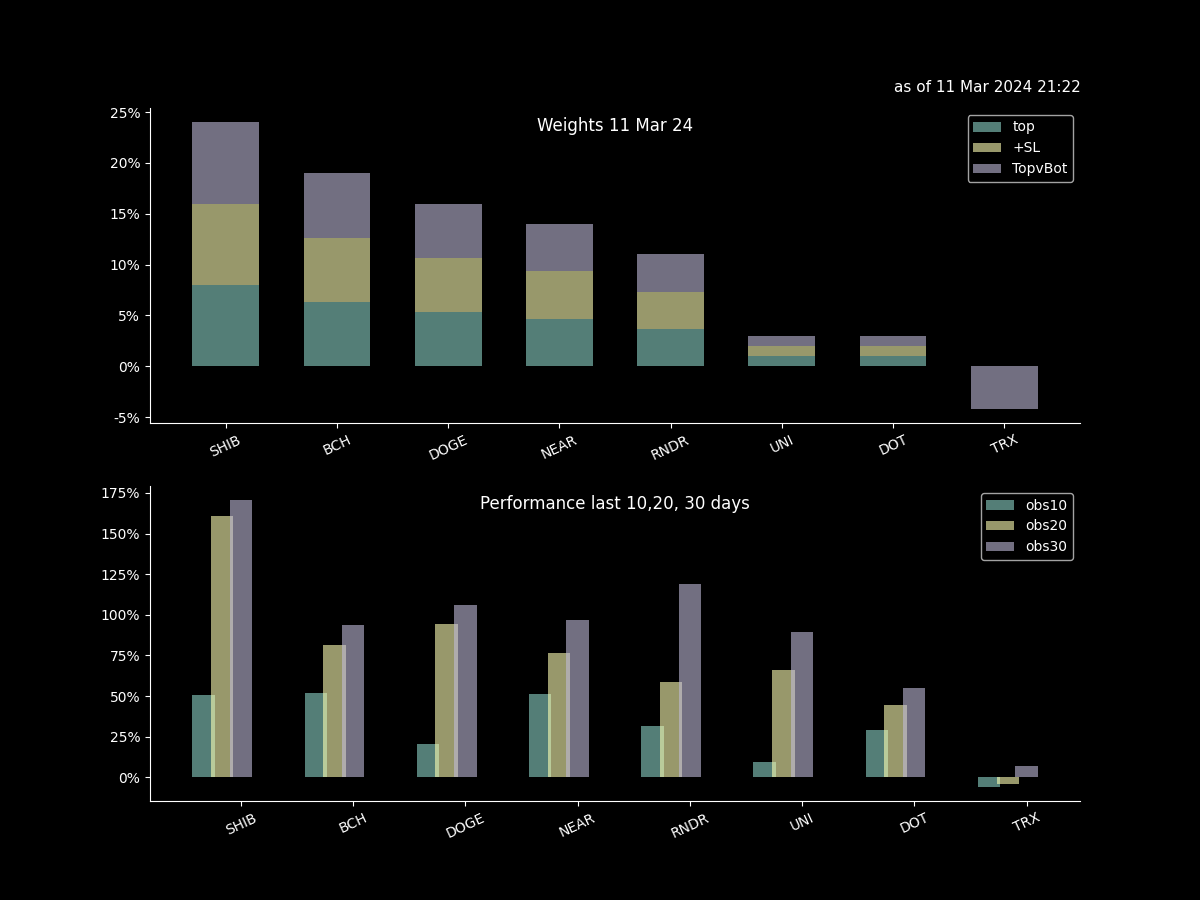 as of 11 Mar 2024 21:22
Weights 11 Mar 24
25%
20%
15%
10%
5%
0%
-5%
top
+SL
TopvBot
SHIB BCH DOGE NEAR RNDR UNI DOT TRX
Performance last 10,20, 30 days
175%
150%
125%
100%
75%
50%
25%
0%
obs10
obs20
obs30
SHIB BCH DOGE NEAR RNDR UNI DOT TRX